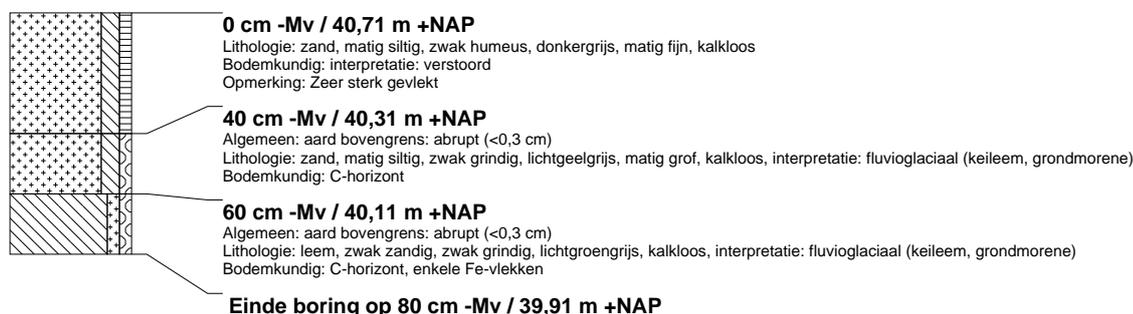 0 cm -Mv / 40,71 m +NAP
Lithologie: zand, matig siltig, zwak humeus, donkergrijs, matig fijn, kalkloos
Bodemkundig: interpretatie: verstoord
Opmerking: Zeer sterk gevlekt
40 cm -Mv / 40,31 m +NAP
Algemeen: aard bovengrens: abrupt (<0,3 cm)
Lithologie: zand, matig siltig, zwak grindig, lichtgeelgrijs, matig grof, kalkloos, interpretatie: fluvioglaciaal (keileem, grondmorene)
Bodemkundig: C-horizont
60 cm -Mv / 40,11 m +NAP
Algemeen: aard bovengrens: abrupt (<0,3 cm)
Lithologie: leem, zwak zandig, zwak grindig, lichtgroengrijs, kalkloos, interpretatie: fluvioglaciaal (keileem, grondmorene)
Bodemkundig: C-horizont, enkele Fe-vlekken
Einde boring op 80 cm -Mv / 39,91 m +NAP